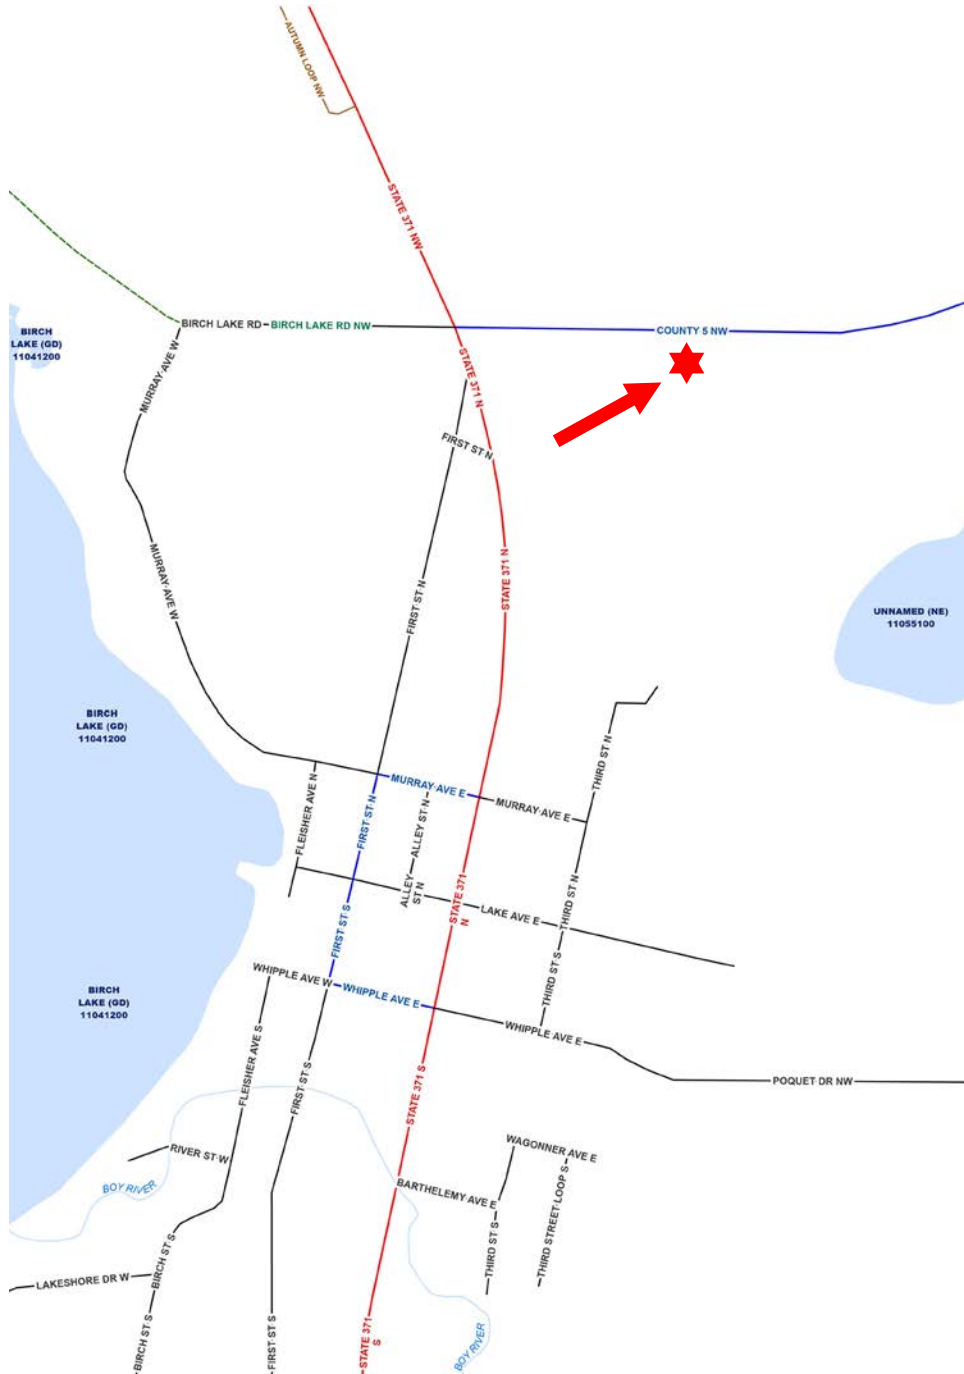 AUTUMN LOOP NW
STATE 371 NW
BIRCH LAKE RD
BIRCH LAKE RD NW
COUNTY 5 NW
BIRCH
LAKE (GD)
11041200
MURRAY AVE W
STATE 371 N
FIRST ST N
MURRAY AVE W
FIRST ST N
STATE 371 N
UNNAMED (NE)
11055100
BIRCH
LAKE (GD)
11041200
THIRD ST N
MURRAY AVE E
MURRAY AVE E
FLEISHER AVE N
FIRST ST N
ALLEY ST N
ALLEY
ST N
STATE 371
N
LAKE AVE E
THIRD ST N
FIRST ST S
THIRD ST S
WHIPPLE AVE W
WHIPPLE AVE E
WHIPPLE AVE E
BIRCH
LAKE (GD)
11041200
FLEISHER AVE S
FIRST ST S
STATE 371 S
POQUET DR NW
RIVER ST W
WAGONNER AVE E
BOY RIVER
BARTHELEMY AVE E
THIRD ST S
THIRD STREET LOOP S
BIRCH ST S
LAKESHORE DR W
BIRCH ST S
FIRST ST S
STATE 371
S
BOY RIVER